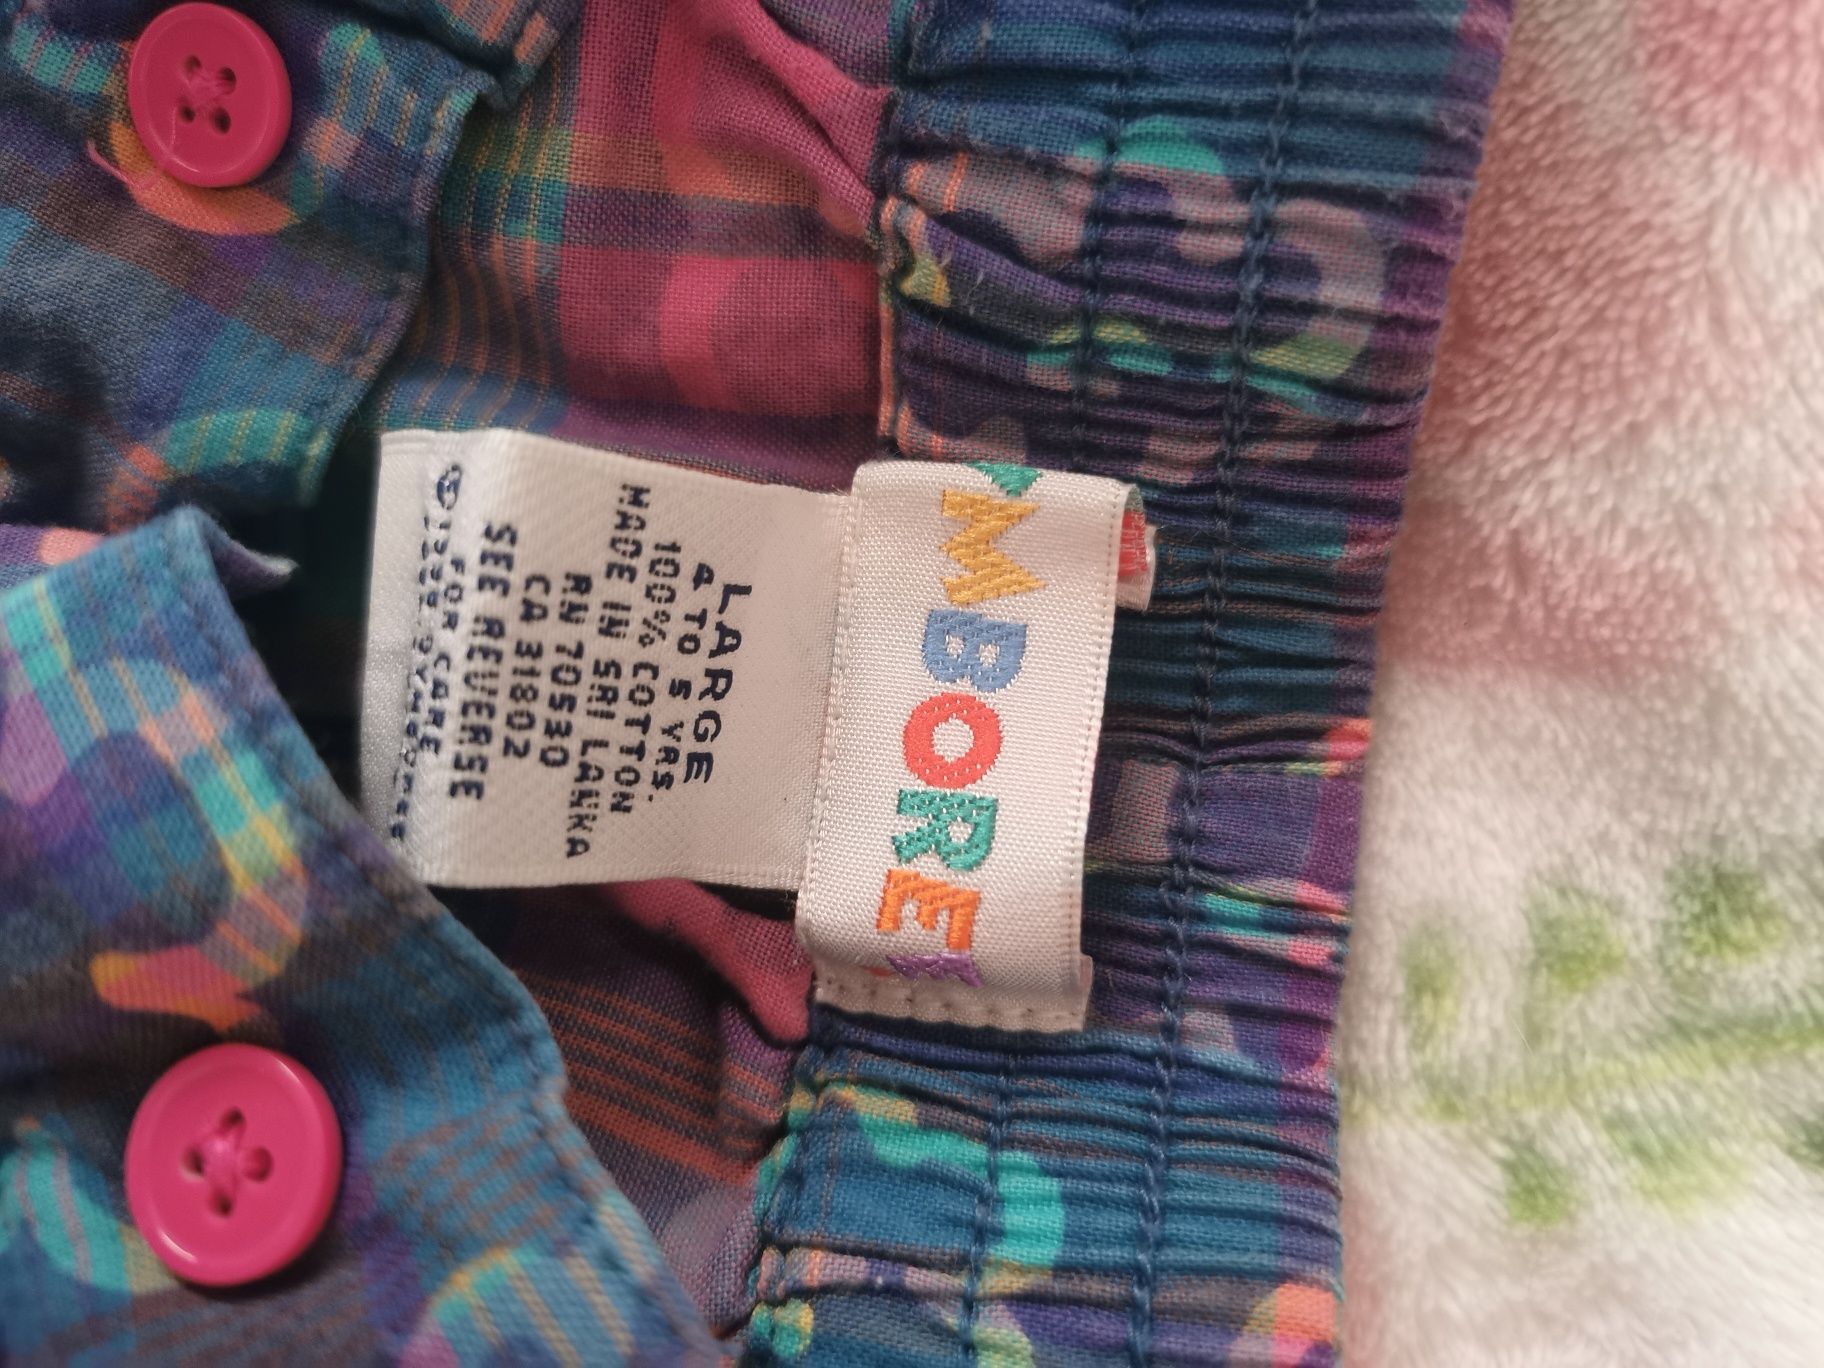 MBORE
LARGE
4 TO 5 YRS.
100% COTTON
MADE IN SRI LANKA
RN 70530
CA 31802
SEE REVERSE
FOR CARE